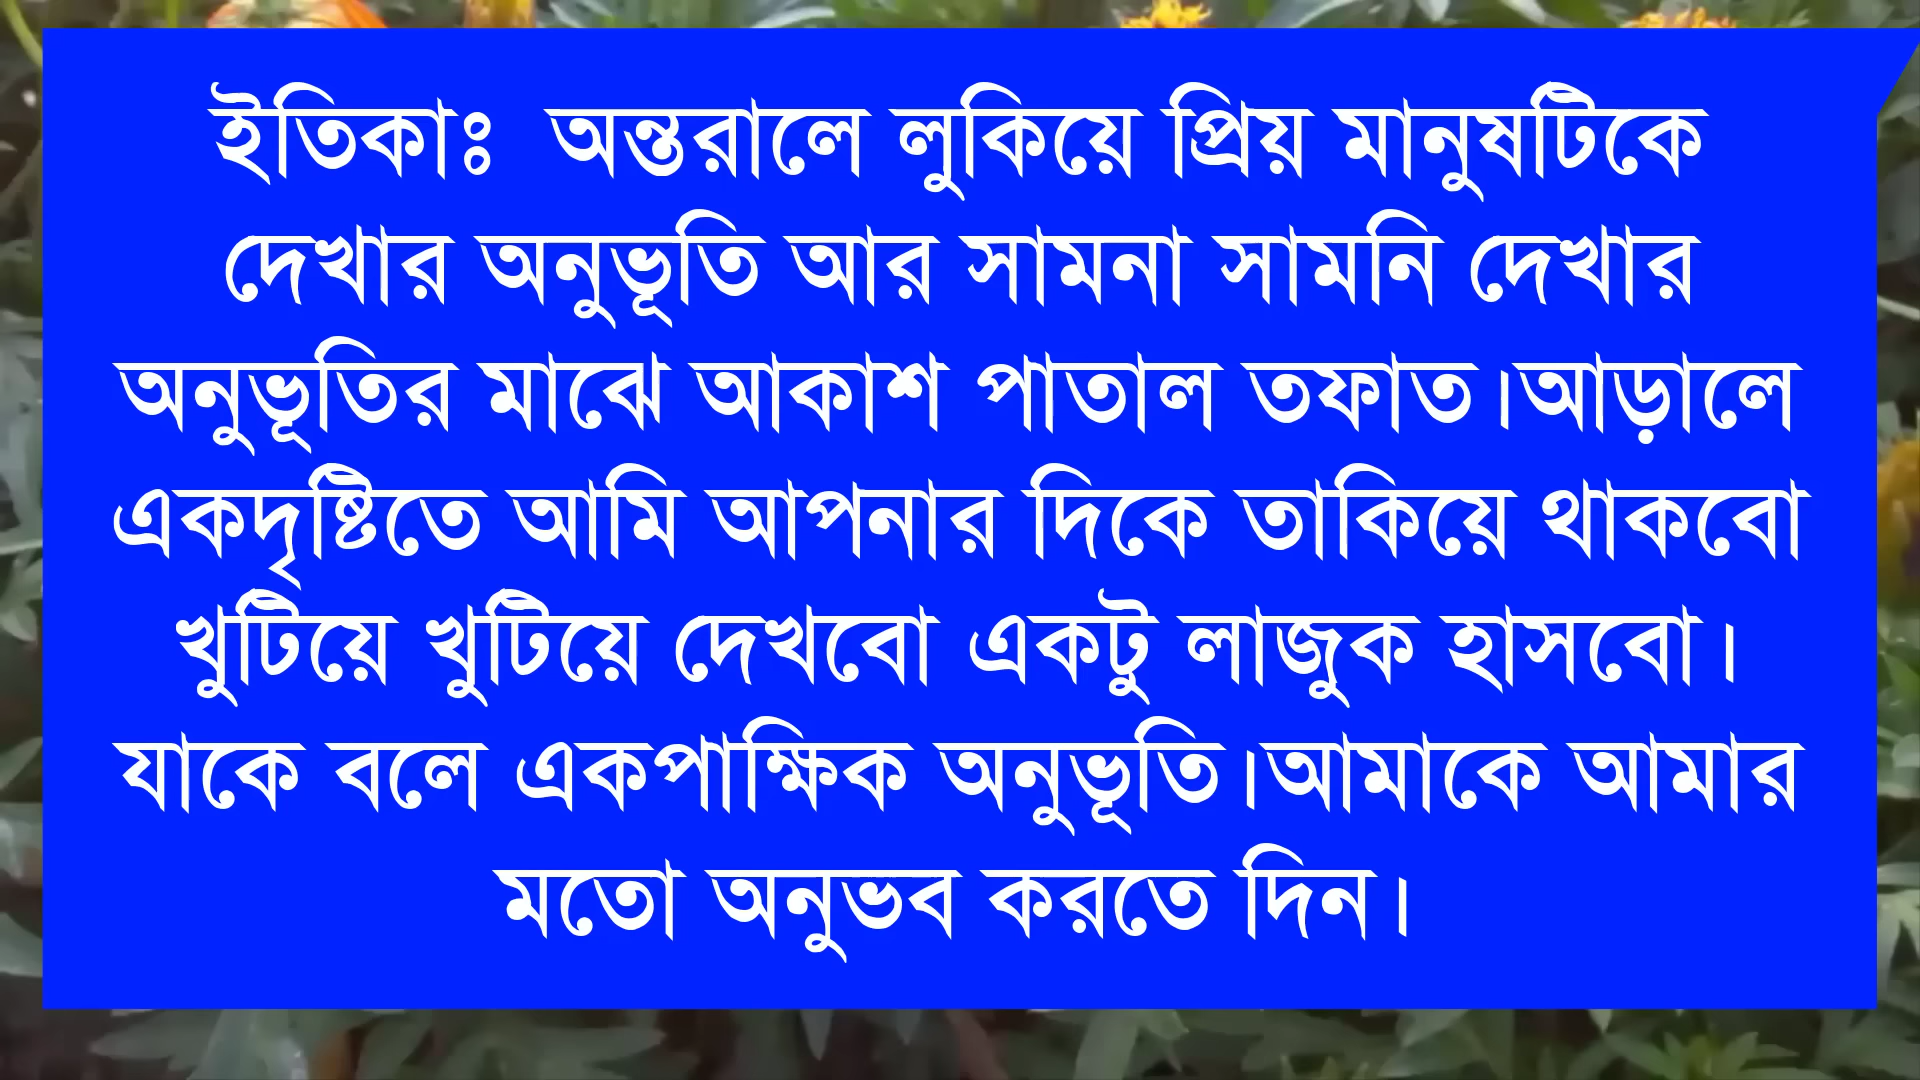 ইতিকাঃ  অন্তরালে লুকিয়ে প্রিয় মানুষটিকে
দেখার অনুভূতি আর সামনা সামনি দেখার
অনুভূতির মাঝে আকাশ পাতাল তফাত।আড়ালে
একদৃষ্টিতে আমি আপনার দিকে তাকিয়ে থাকবো
খুটিয়ে খুটিয়ে দেখবো একটু লাজুক হাসবো।
যাকে বলে একপাক্ষিক অনুভূতি।আমাকে আমার
মতো অনুভব করতে দিন।